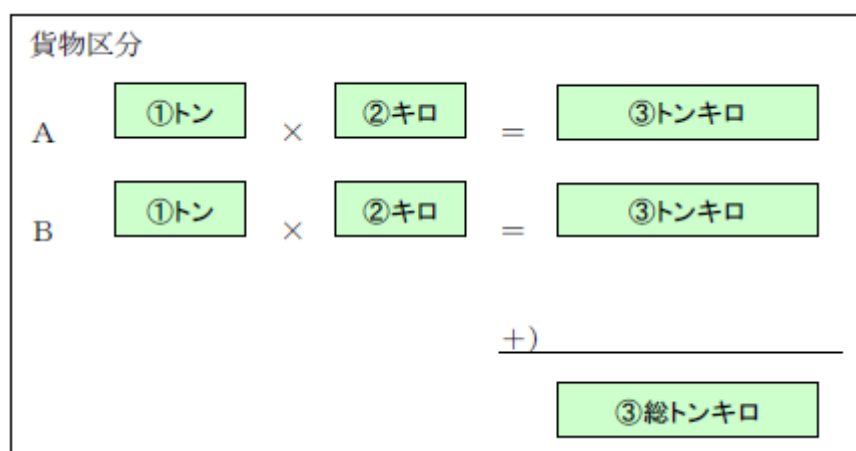 貨物区分
A ①トン × ②キロ = ③トンキロ
B ①トン × ②キロ = ③トンキロ
+)
③総トンキロ